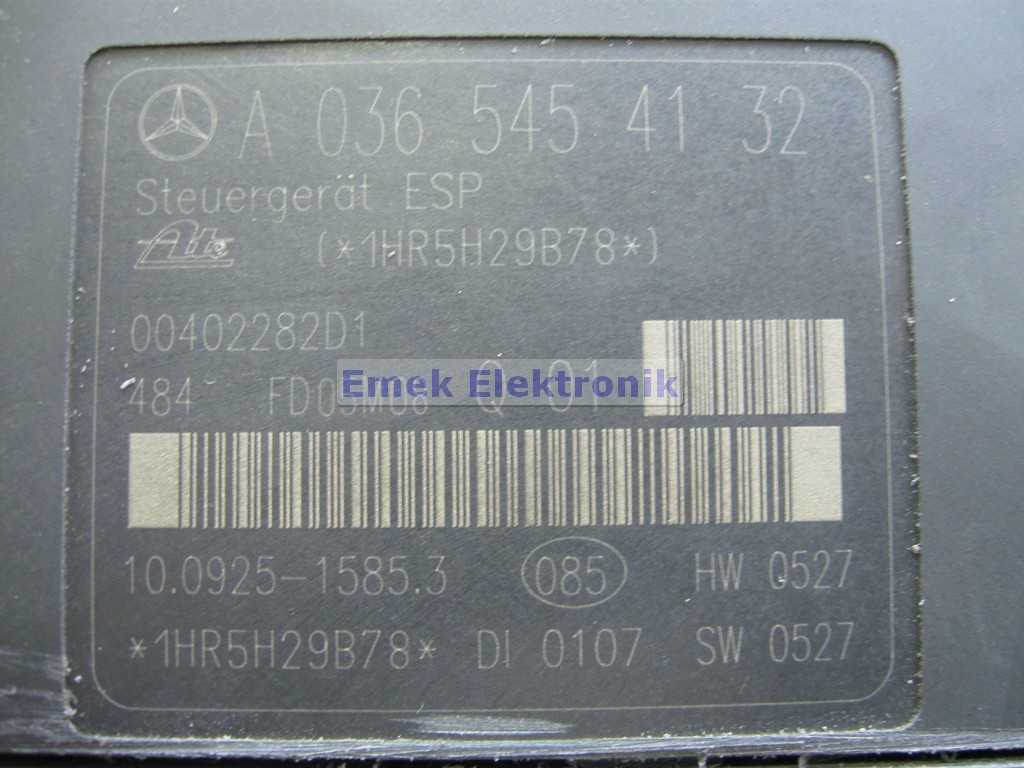 A 036 545 41 32
Steuergerät ESP
Ate (*1HR5H29B78*)
00402282D1
484 Q 01
Emek Elektronik
10.0925-1585.3 085 HW 0527
*1HR5H29B78* DI 0107 SW 0527